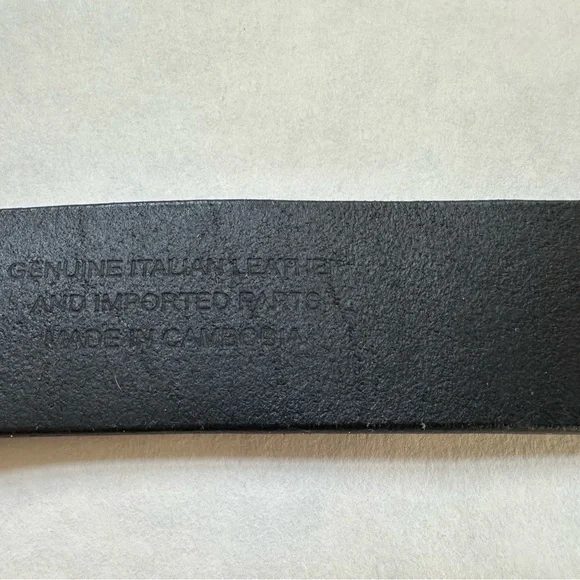 GENUINE ITALIAN LEATHER
AND IMPORTED PARTS
MADE IN CAMBODIA